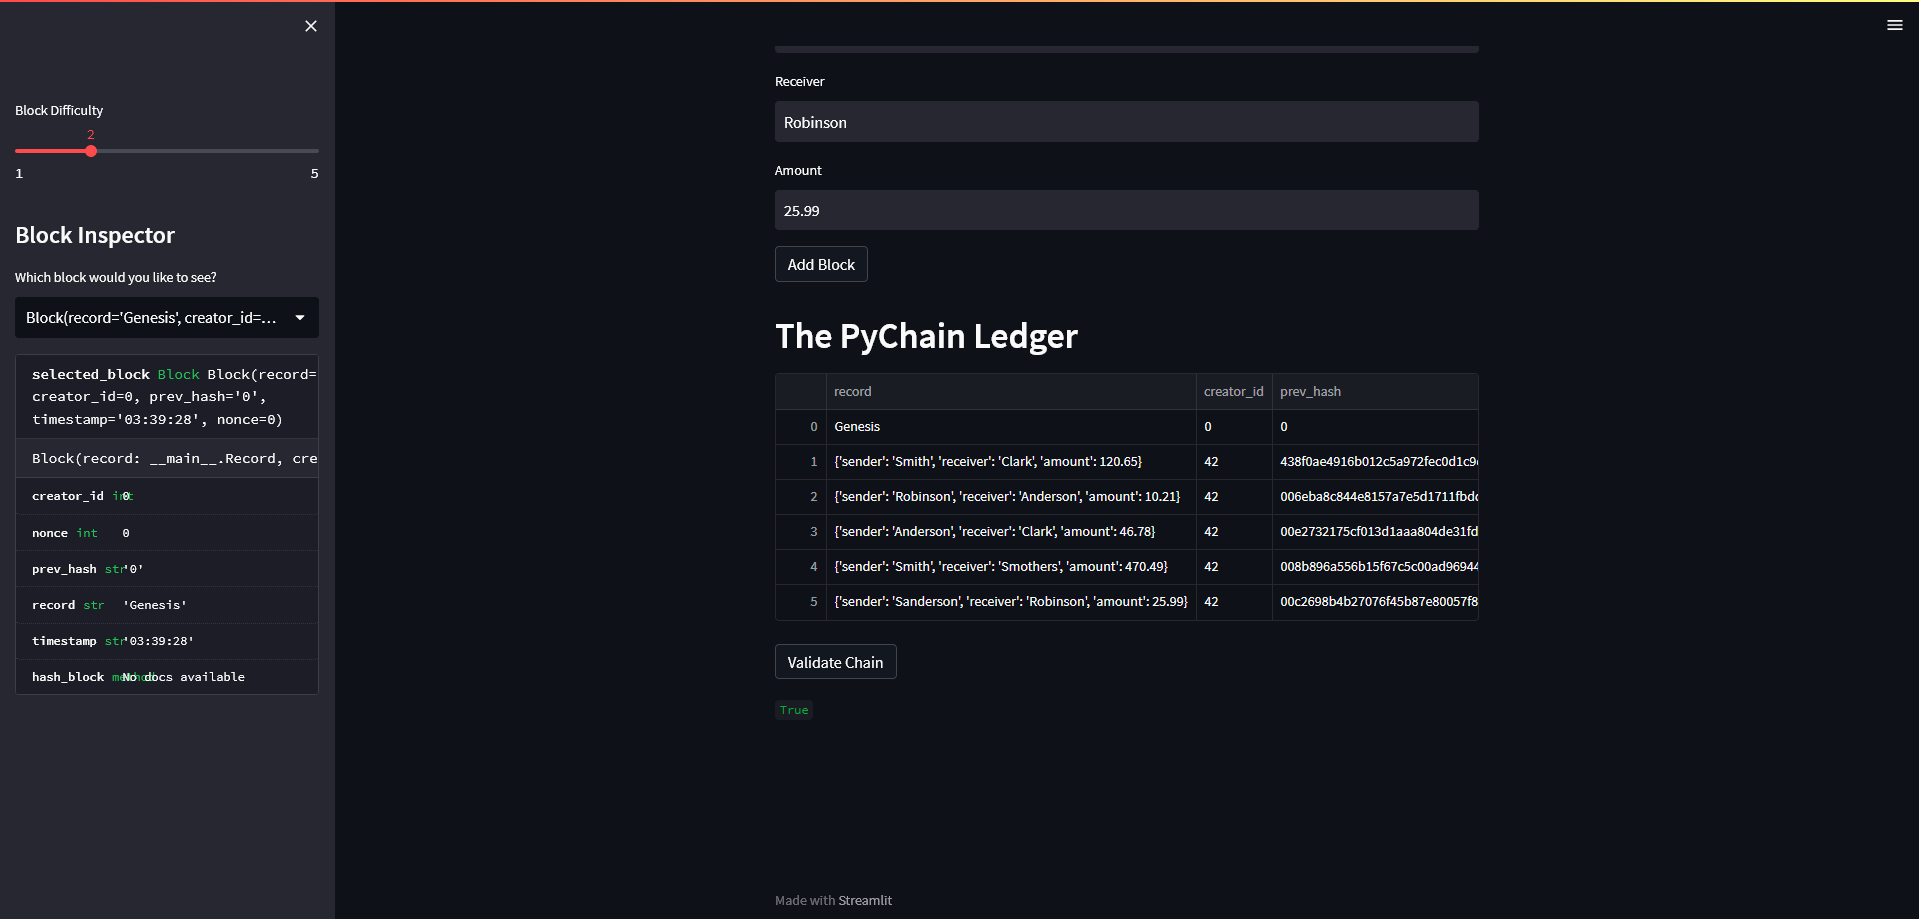 Block Difficulty
2
1 5
Block Inspector
Which block would you like to see?
Block(record='Genesis', creator_id=...
selected_block Block Block(record=
creator_id=0, prev_hash='0',
timestamp='03:39:28', nonce=0)
Block(record: __main__.Record, cre
creator_id int 0
nonce int 0
prev_hash str '0'
record str 'Genesis'
timestamp str '03:39:28'
hash_block method No docs available
Receiver
Robinson
Amount
25.99
Add Block
The PyChain Ledger
record creator_id prev_hash
0 Genesis 0 0
1 {'sender': 'Smith', 'receiver': 'Clark', 'amount': 120.65} 42 438f0ae4916b012c5a972fec0d1c9
2 {'sender': 'Robinson', 'receiver': 'Anderson', 'amount': 10.21} 42 006eba8c844e8157a7e5d1711fbd
3 {'sender': 'Anderson', 'receiver': 'Clark', 'amount': 46.78} 42 00e2732175cf013d1aaa804de31fd
4 {'sender': 'Smith', 'receiver': 'Smothers', 'amount': 470.49} 42 008b896a556b15f67c5c00ad96944
5 {'sender': 'Sanderson', 'receiver': 'Robinson', 'amount': 25.99} 42 00c2698b4b27076f45b87e80057f8
Validate Chain
True
Made with Streamlit